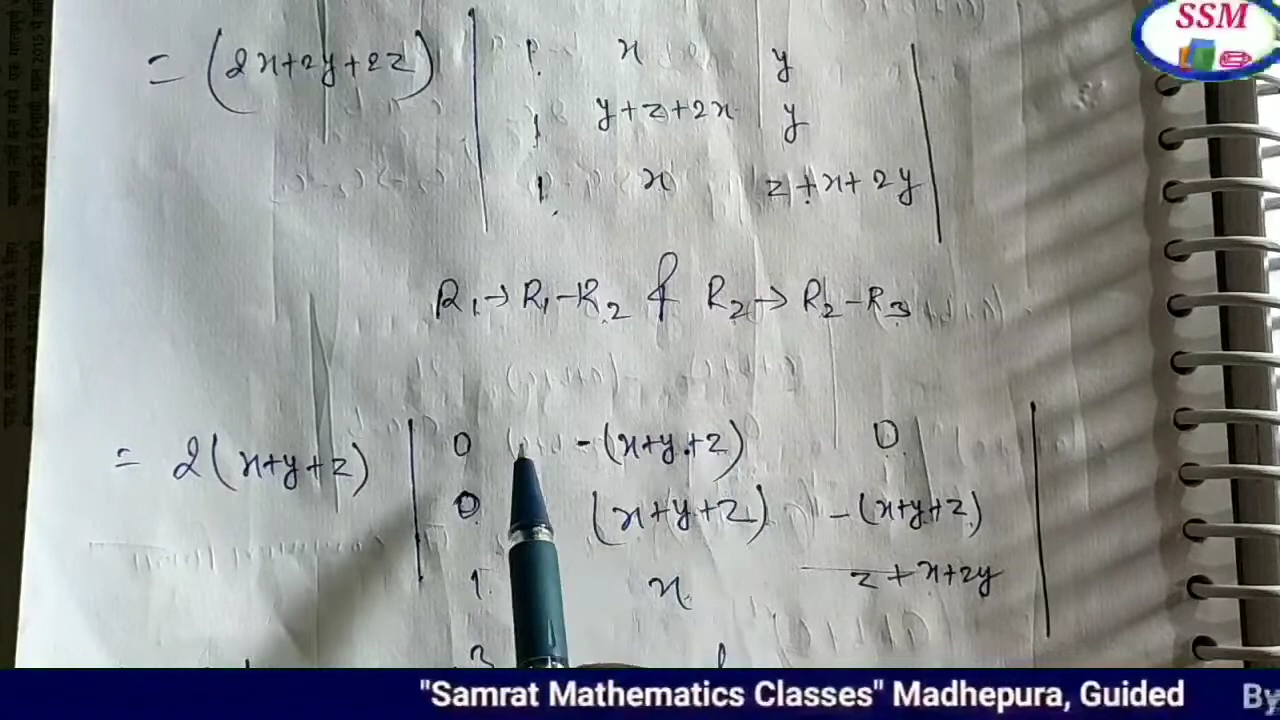 SSM
= (2x+2y+2z) | 1 x y |
| 1 y+z+2x y |
| 1 x z+x+2y |
R₁→R₁-R₂ & R₂→R₂-R₃
= 2(x+y+z) | 0 -(x+y+z) 0 |
| 0 (x+y+z) -(x+y+z) |
| 1 x z+x+2y |
"Samrat Mathematics Classes" Madhepura, Guided By